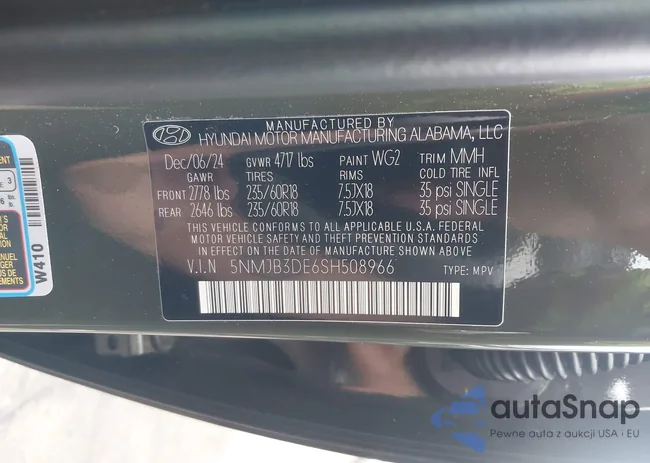 MANUFACTURED BY
HYUNDAI MOTOR MANUFACTURING ALABAMA, LLC
Dec/06/24 GVWR 4717 lbs PAINT WG2 TRIM MMH
GAWR TIRES RIMS COLD TIRE INFL
FRONT 2778 lbs 235/60R18 7.5JX18 35 psi SINGLE
REAR 2646 lbs 235/60R18 7.5JX18 35 psi SINGLE
THIS VEHICLE CONFORMS TO ALL APPLICABLE U.S.A. FEDERAL
MOTOR VEHICLE SAFETY AND THEFT PREVENTION STANDARDS
IN EFFECT ON THE DATE OF MANUFACTURE SHOWN ABOVE.
V.I.N 5NMJB3DE6SH508966 TYPE: MPV
3
W410
autaSnap
Pewne auta z aukcji USA i EU